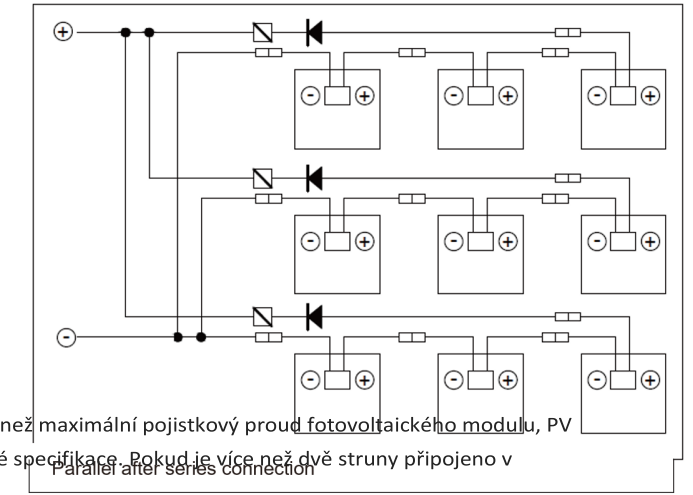 než maximální pojistkový proud fotovoltaického modulu, PV
é specifikace. Pokud je více než dvě struny připojeno v
Parallel after series connection